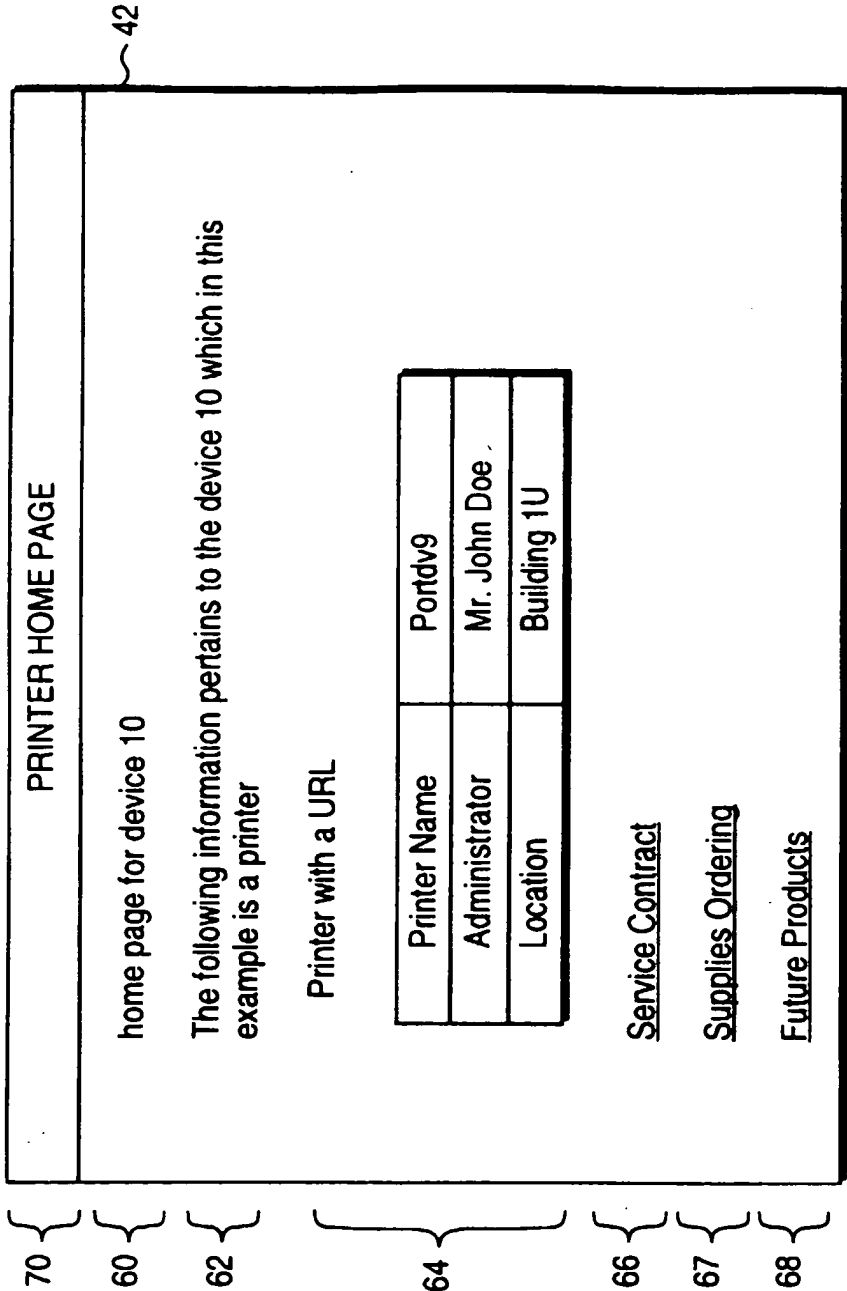 42
70 PRINTER HOME PAGE
60 home page for device 10
62 The following information pertains to the device 10 which in this
example is a printer
64 Printer with a URL
Printer Name Portdv9
Administrator Mr. John Doe
Location Building 1U
66 Service Contract
67 Supplies Ordering
68 Future Products